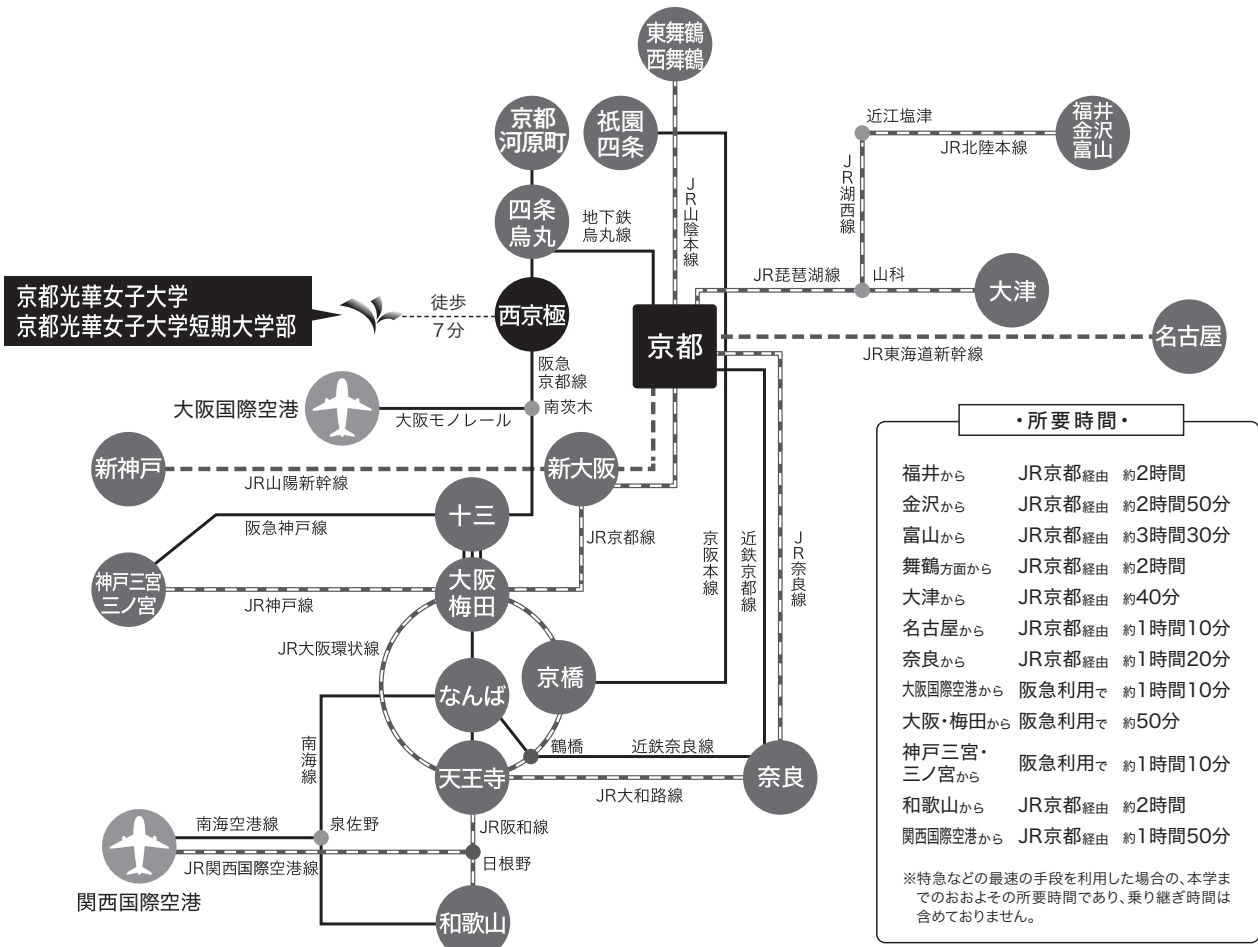 東舞鶴
西舞鶴
京都
河原町
祇園
四条
近江塩津
福井
金沢
富山
JR北陸本線
JR湖西線
JR山陰本線
四条
烏丸
地下鉄
烏丸線
JR琵琶湖線
山科
大津
京都光華女子大学
京都光華女子大学短期大学部
徒歩
7分
西京極
京都
名古屋
JR東海道新幹線
阪急
京都線
大阪国際空港
大阪モノレール
南茨木
新神戸
JR山陽新幹線
新大阪
十三
阪急神戸線
JR京都線
京阪本線
近鉄京都線
JR奈良線
神戸三宮
三ノ宮
JR神戸線
大阪
梅田
JR大阪環状線
京橋
なんば
鶴橋
近鉄奈良線
南海線
天王寺
JR大和路線
奈良
南海空港線
泉佐野
JR阪和線
JR関西国際空港線
日根野
関西国際空港
和歌山
・所要時間・
福井から JR京都経由 約2時間
金沢から JR京都経由 約2時間50分
富山から JR京都経由 約3時間30分
舞鶴方面から JR京都経由 約2時間
大津から JR京都経由 約40分
名古屋から JR京都経由 約1時間10分
奈良から JR京都経由 約1時間20分
大阪国際空港から 阪急利用で 約1時間10分
大阪・梅田から 阪急利用で 約50分
神戸三宮・
三ノ宮から 阪急利用で 約1時間10分
和歌山から JR京都経由 約2時間
関西国際空港から JR京都経由 約1時間50分
※特急などの最速の手段を利用した場合の、本学ま
でのおおよその所要時間であり、乗り継ぎ時間は
含めておりません。